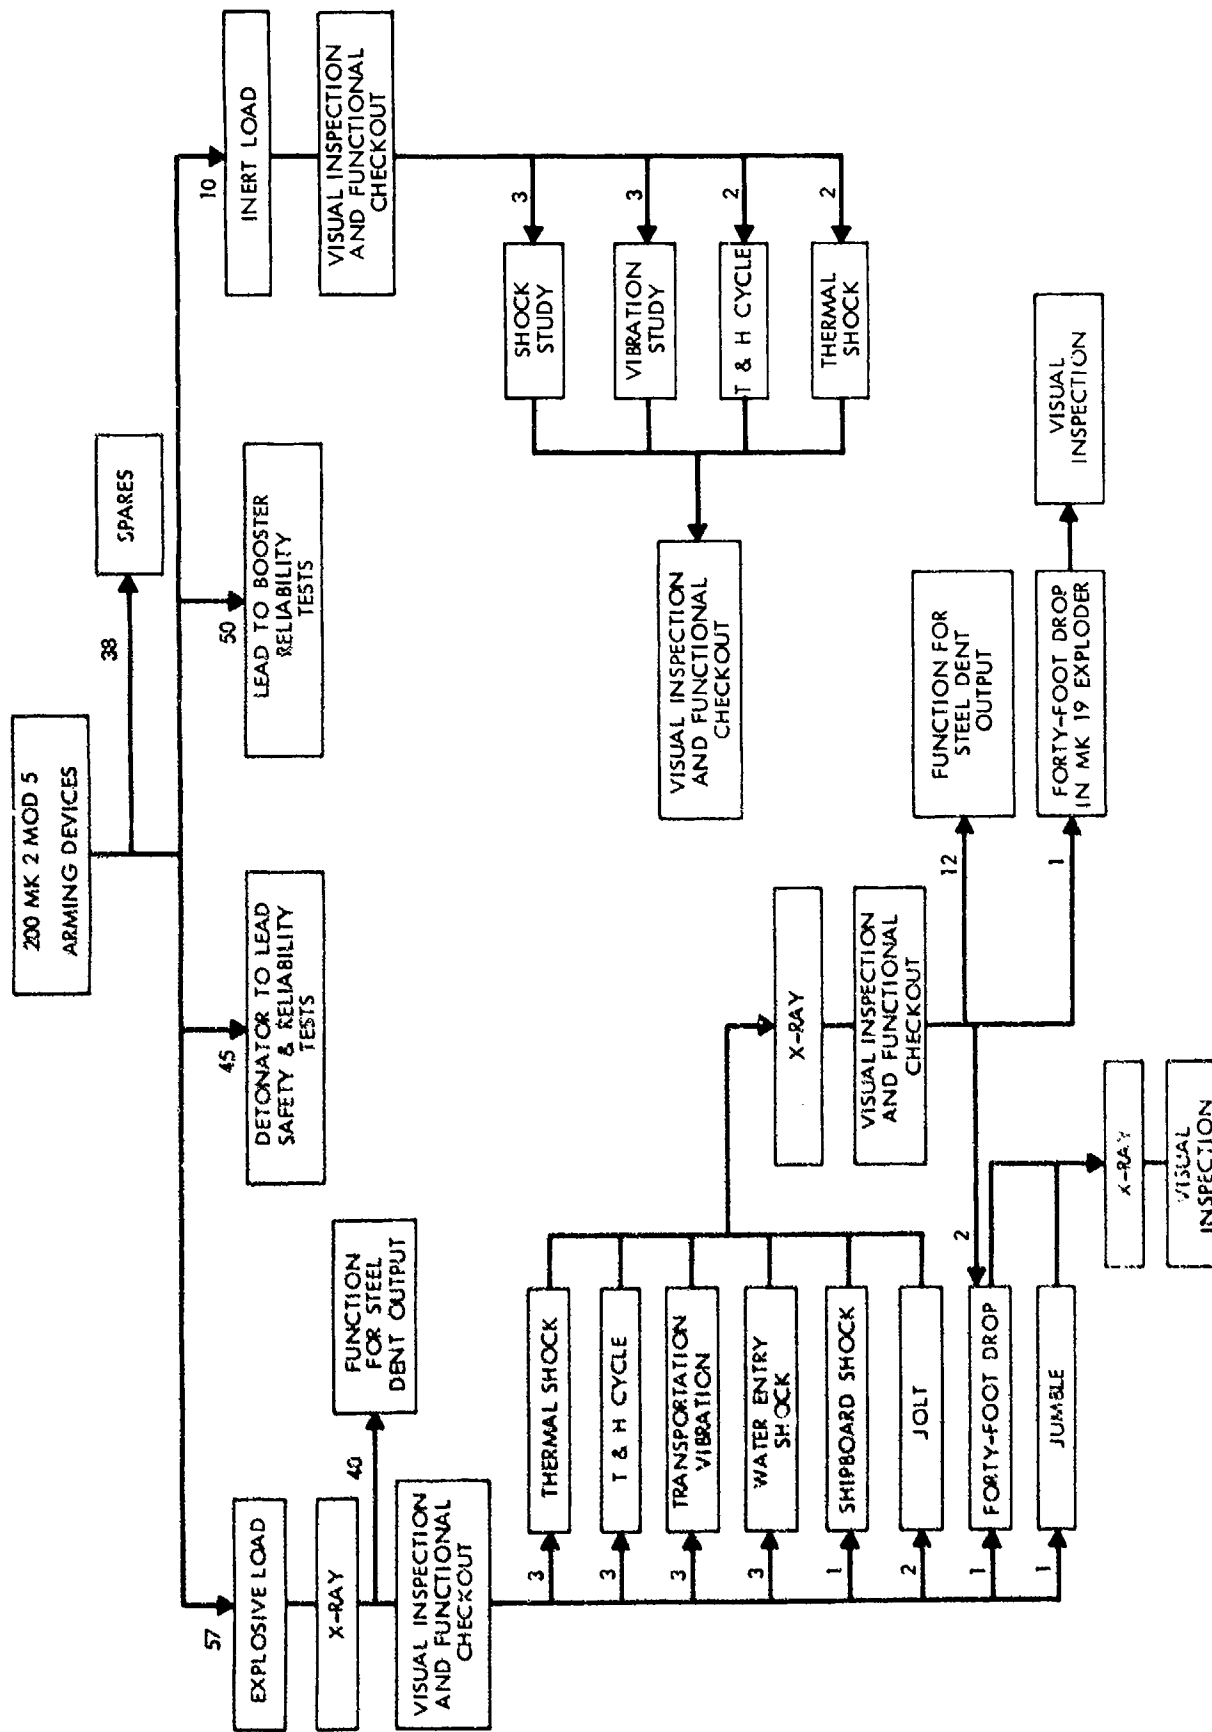 200 MK 2 MOD 5
ARMING DEVICES
38
SPARES
57
45
50
10
EXPLOSIVE LOAD
DETONATOR TO LEAD
SAFETY & RELIABILITY
TESTS
LEAD TO BOOSTER
RELIABILITY
TESTS
INERT LOAD
X-RAY
40
FUNCTION
FOR STEEL
DENT OUTPUT
VISUAL INSPECTION
AND FUNCTIONAL
CHECKOUT
VISUAL INSPECTION
AND FUNCTIONAL
CHECKOUT
3
THERMAL SHOCK
3
T & H CYCLE
3
TRANSPORTATION
VIBRATION
3
WATER ENTRY
SHOCK
1
SHIPBOARD SHOCK
2
JOLT
1
FORTY-FOOT DROP
2
1
JUMBLE
X-RAY
VISUAL
INSPECTION
X-RAY
VISUAL INSPECTION
AND FUNCTIONAL
CHECKOUT
12
FUNCTION FOR
STEEL DENT
OUTPUT
1
FORTY-FOOT DROP
IN MK 19 EXPLODER
VISUAL
INSPECTION
3
SHOCK
STUDY
3
VIBRATION
STUDY
2
T & H CYCLE
2
THERMAL
SHOCK
VISUAL INSPECTION
AND FUNCTIONAL
CHECKOUT